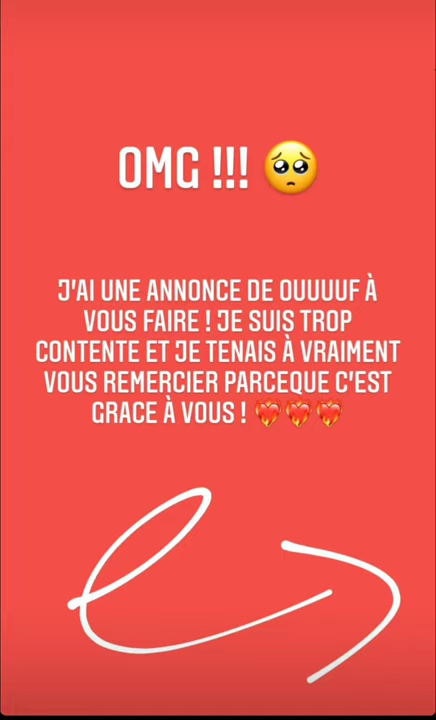 OMG !!! 🥺
J'AI UNE ANNONCE DE OUUUUF À
VOUS FAIRE ! JE SUIS TROP
CONTENTE ET JE TENAIS À VRAIMENT
VOUS REMERCIER PARCEQUE C'EST
GRACE À VOUS ! ❤️‍🔥❤️‍🔥❤️‍🔥